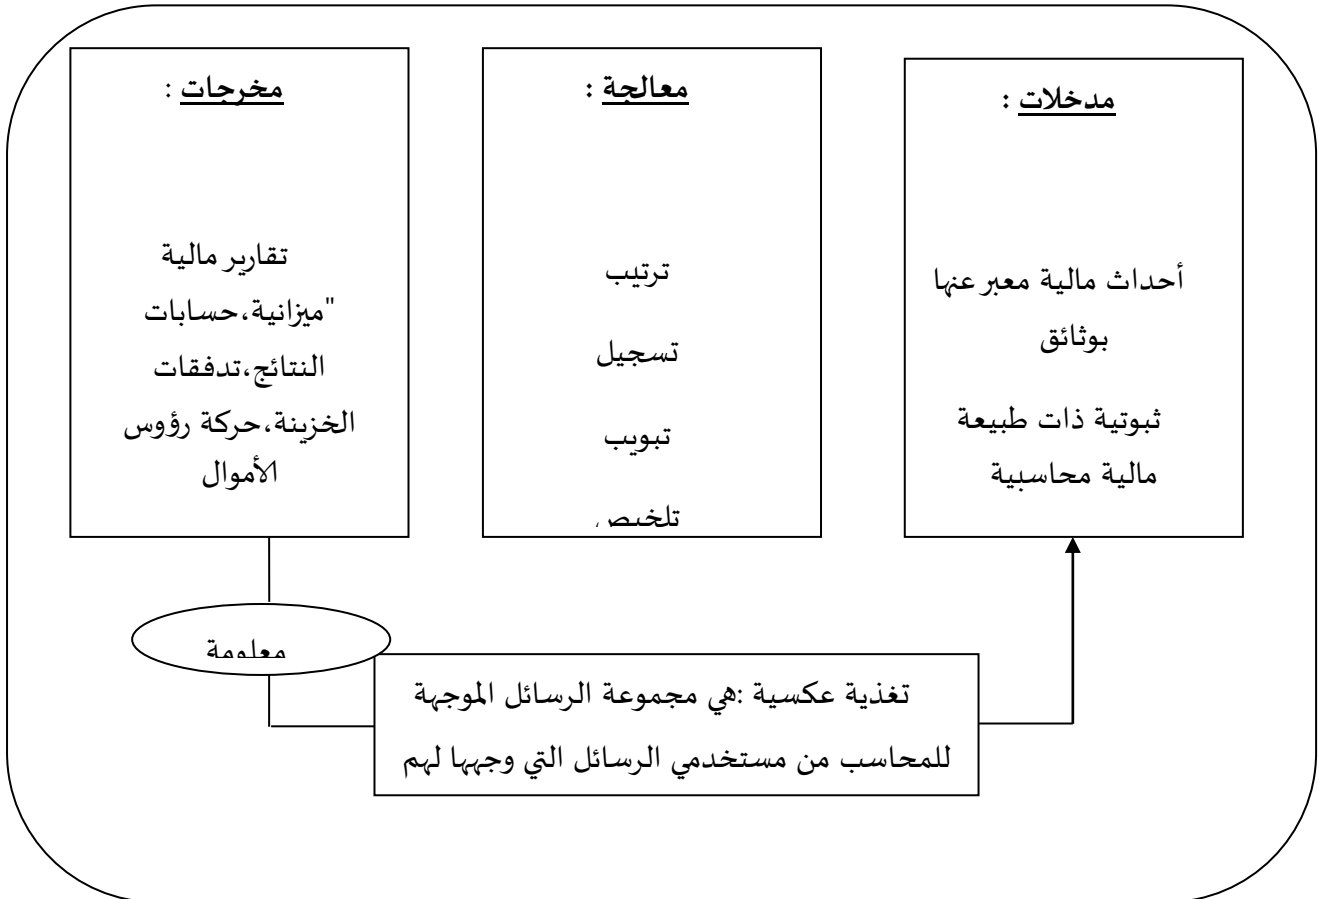 مدخلات :
أحداث مالية معبر عنها
بوثائق
ثبوتية ذات طبيعة
مالية محاسبية
معالجة :
ترتيب
تسجيل
تبويب
تلخيص
مخرجات :
تقارير مالية
"ميزانية،حسابات
النتائج،تدفقات
الخزينة،حركة رؤوس
الأموال
معلومة
تغذية عكسية :هي مجموعة الرسائل الموجهة
للمحاسب من مستخدمي الرسائل التي وجهها لهم